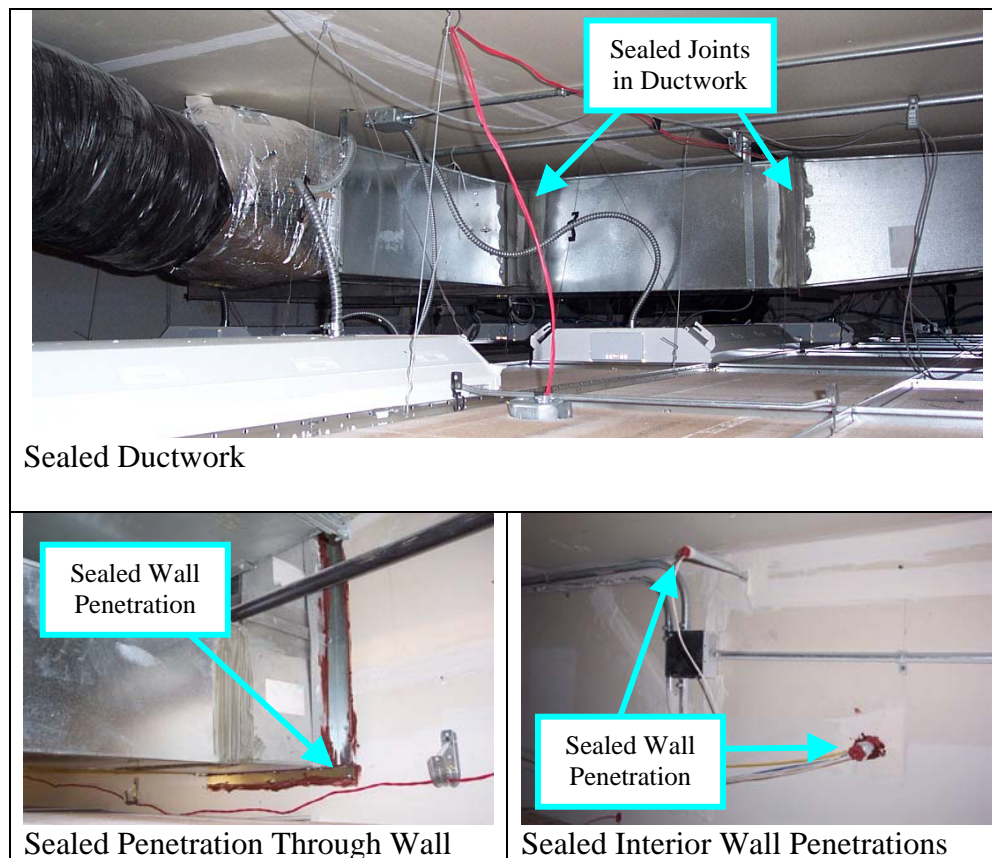 Sealed Joints
in Ductwork
Sealed Ductwork
Sealed Wall
Penetration
Sealed Penetration Through Wall
Sealed Wall
Penetration
Sealed Interior Wall Penetrations